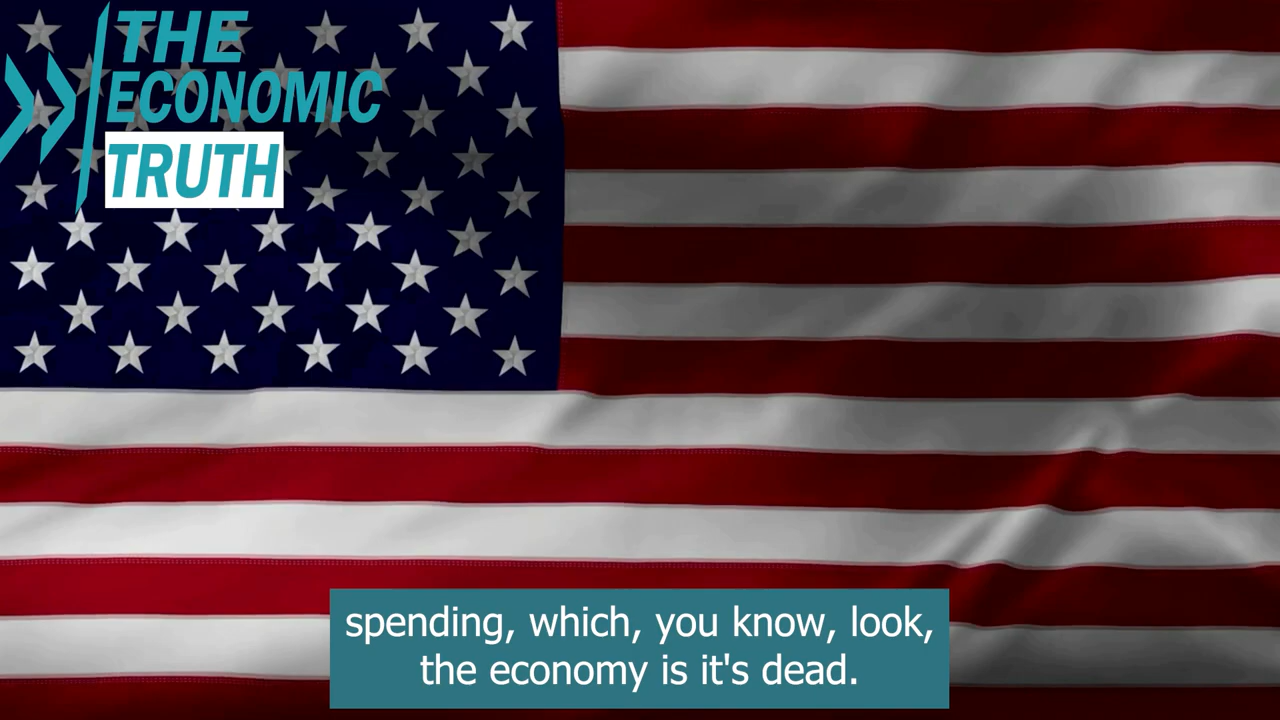 THE
ECONOMIC
TRUTH
spending, which, you know, look,
the economy is it's dead.